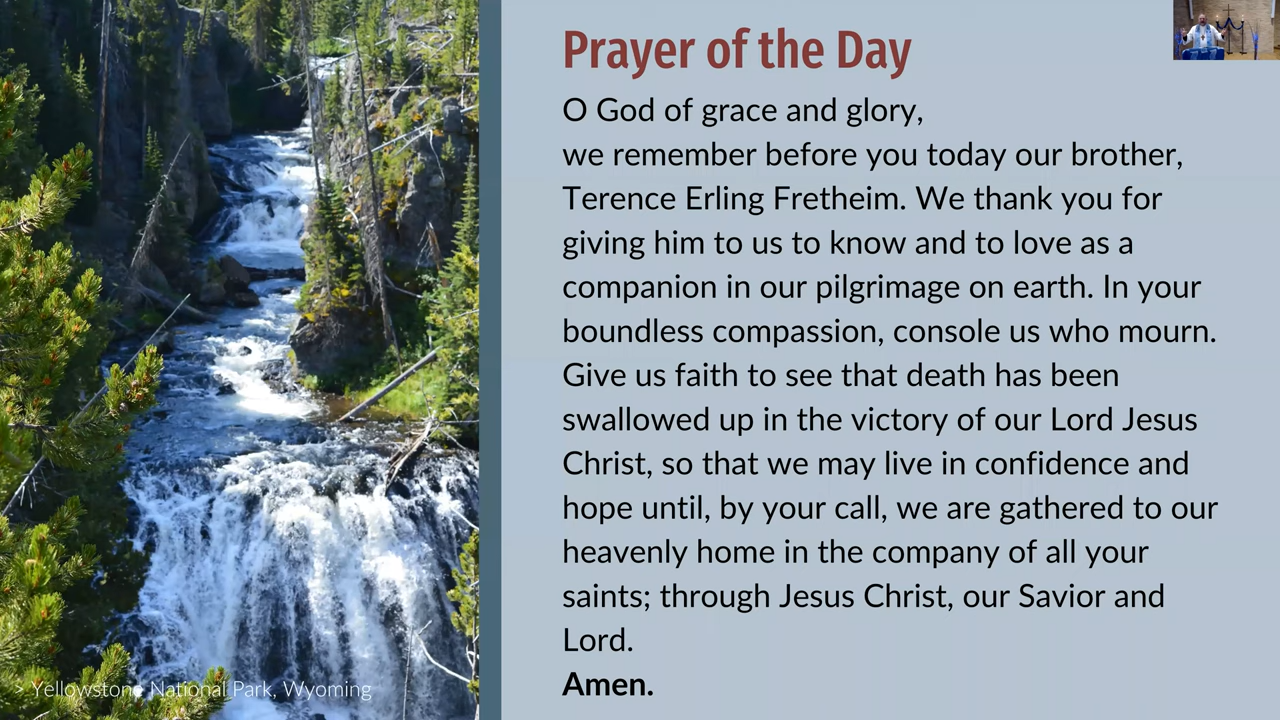 Prayer of the Day
O God of grace and glory,
we remember before you today our brother,
Terence Erling Fretheim. We thank you for
giving him to us to know and to love as a
companion in our pilgrimage on earth. In your
boundless compassion, console us who mourn.
Give us faith to see that death has been
swallowed up in the victory of our Lord Jesus
Christ, so that we may live in confidence and
hope until, by your call, we are gathered to our
heavenly home in the company of all your
saints; through Jesus Christ, our Savior and
Lord.
Amen.
> Yellowstone National Park, Wyoming